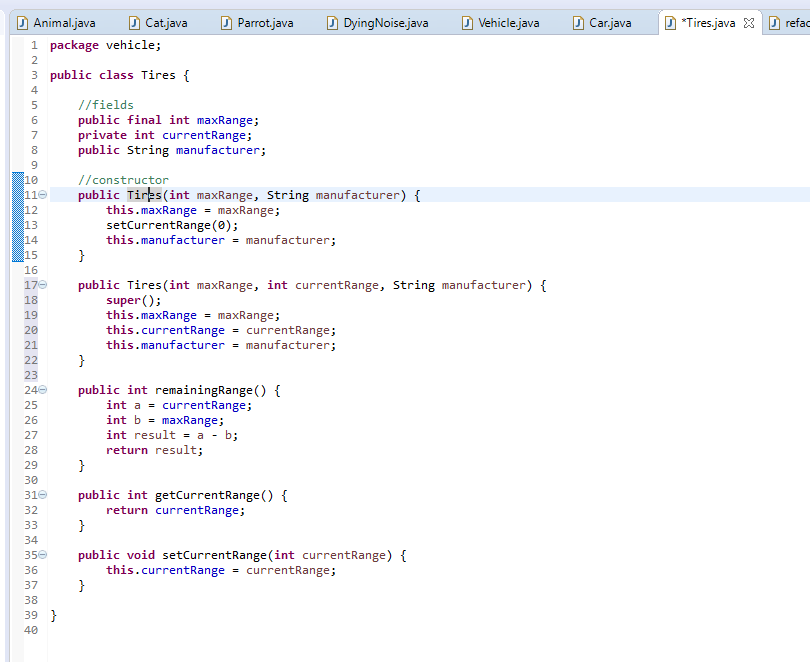 Animal.java Cat.java Parrot.java DyingNoise.java Vehicle.java Car.java *Tires.java refac
1 package vehicle;
2
3 public class Tires {
4
5 //fields
6 public final int maxRange;
7 private int currentRange;
8 public String manufacturer;
9
10 //constructor
11 public Tires(int maxRange, String manufacturer) {
12 this.maxRange = maxRange;
13 setCurrentRange(0);
14 this.manufacturer = manufacturer;
15 }
16
17 public Tires(int maxRange, int currentRange, String manufacturer) {
18 super();
19 this.maxRange = maxRange;
20 this.currentRange = currentRange;
21 this.manufacturer = manufacturer;
22 }
23
24 public int remainingRange() {
25 int a = currentRange;
26 int b = maxRange;
27 int result = a - b;
28 return result;
29 }
30
31 public int getCurrentRange() {
32 return currentRange;
33 }
34
35 public void setCurrentRange(int currentRange) {
36 this.currentRange = currentRange;
37 }
38
39 }
40